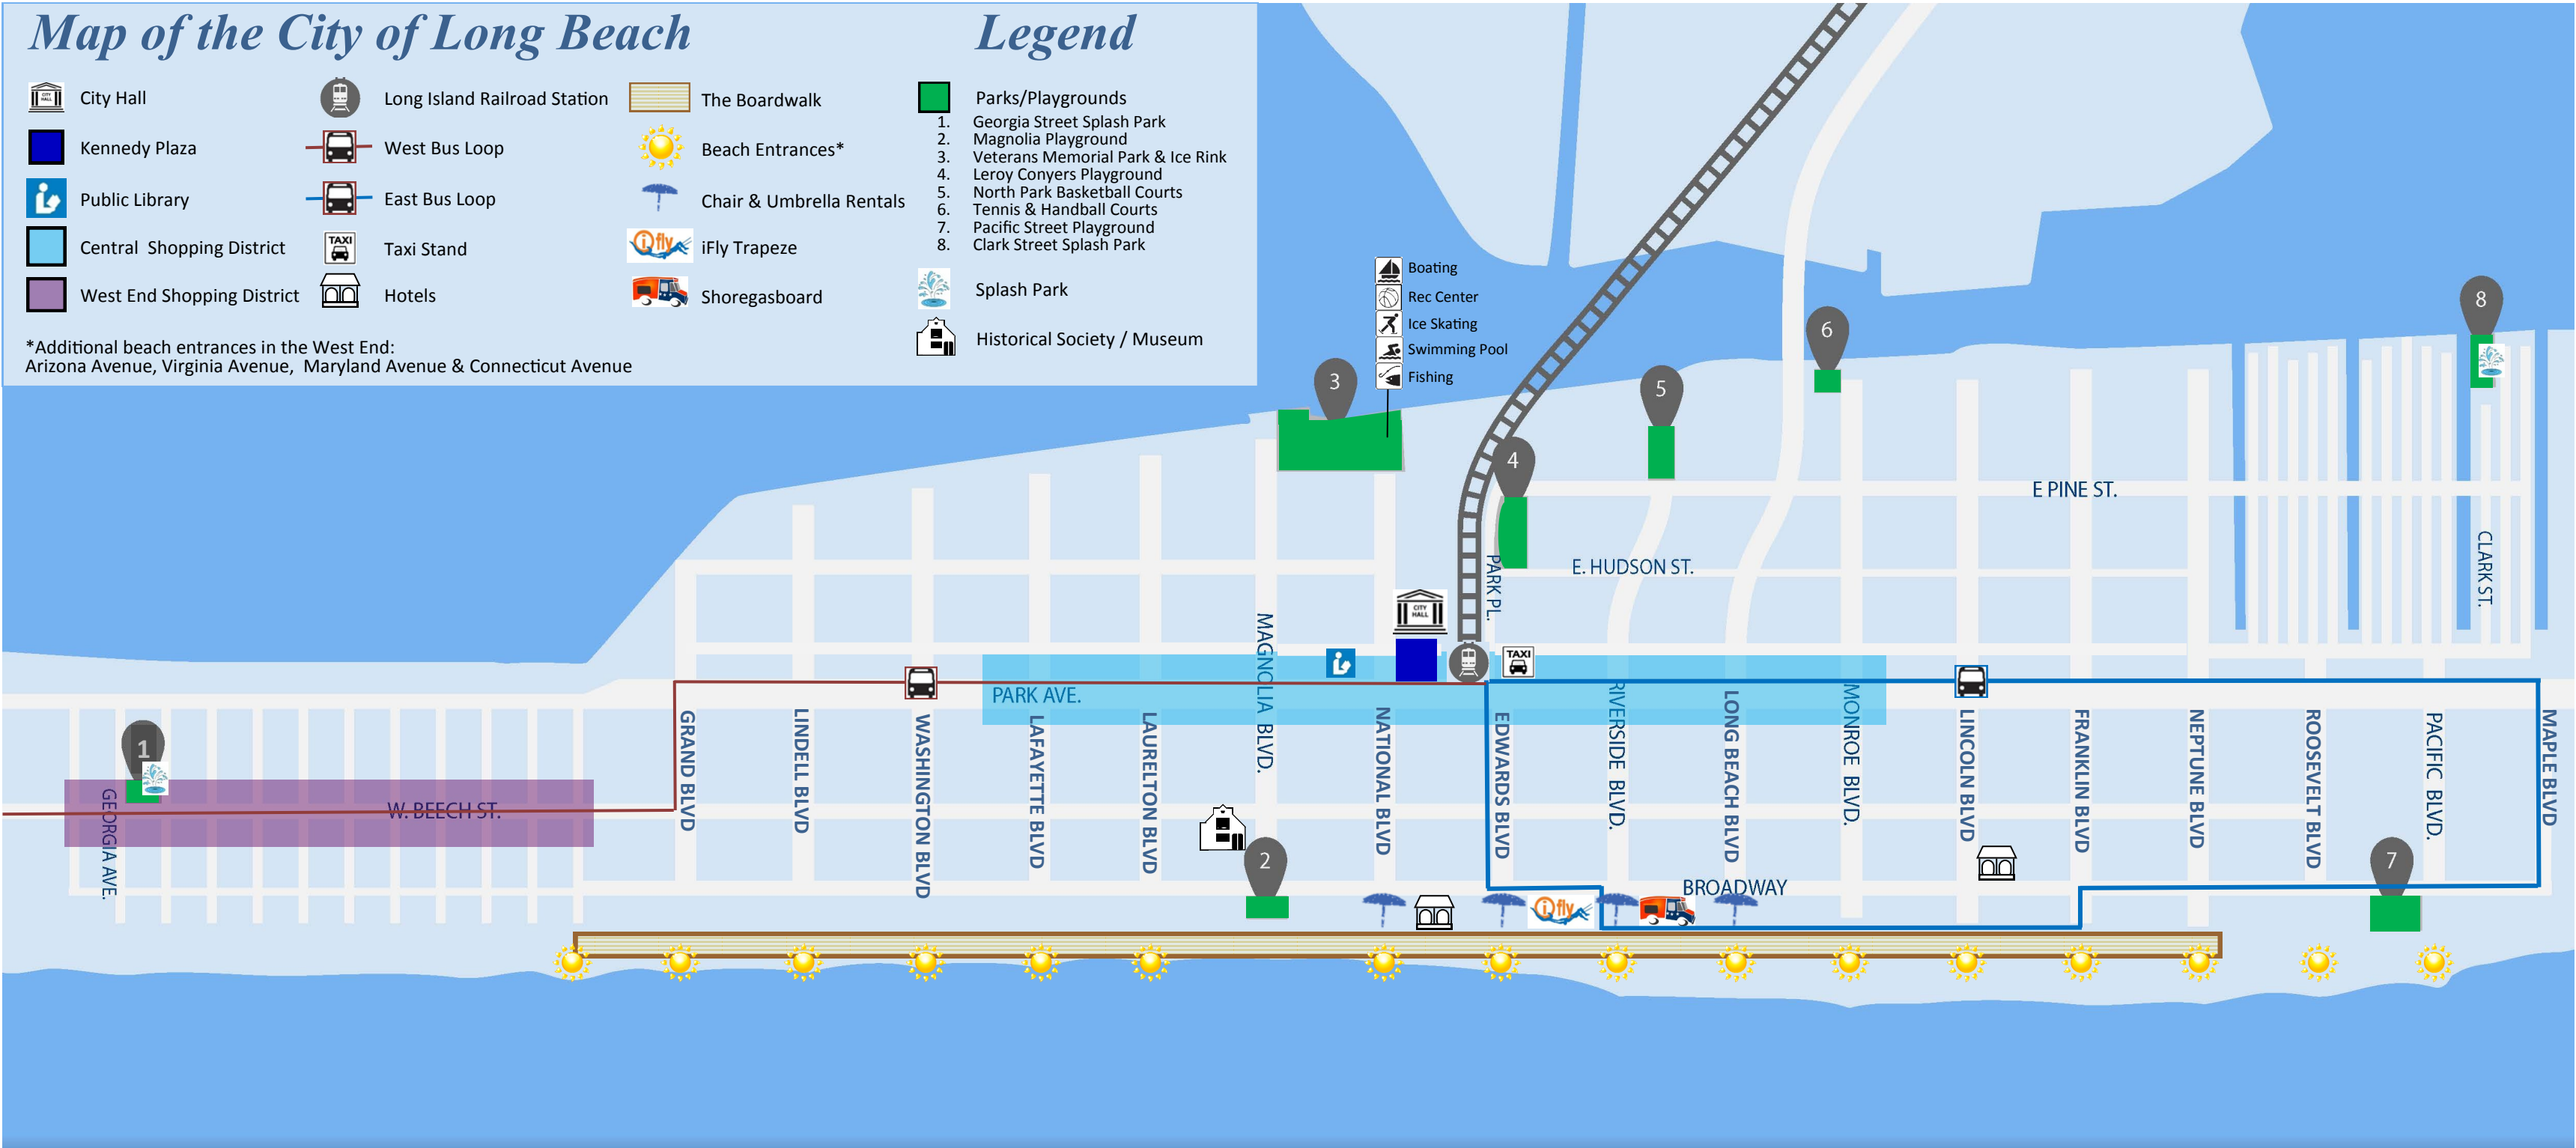 Map of the City of Long Beach
City Hall
Kennedy Plaza
Public Library
Central Shopping District
West End Shopping District
Long Island Railroad Station
West Bus Loop
East Bus Loop
TAXI
Taxi Stand
Hotels
The Boardwalk
Beach Entrances*
Chair & Umbrella Rentals
ifly
iFly Trapeze
Shoregasboard
*Additional beach entrances in the West End:
Arizona Avenue, Virginia Avenue, Maryland Avenue & Connecticut Avenue
Legend
Parks/Playgrounds
1. Georgia Street Splash Park
2. Magnolia Playground
3. Veterans Memorial Park & Ice Rink
4. Leroy Conyers Playground
5. North Park Basketball Courts
6. Tennis & Handball Courts
7. Pacific Street Playground
8. Clark Street Splash Park
Splash Park
Historical Society / Museum
Boating
Rec Center
Ice Skating
Swimming Pool
Fishing
3
4
5
6
8
E PINE ST.
E. HUDSON ST.
PARK PL.
CLARK ST.
CITY HALL
TAXI
PARK AVE.
1
GEORGIA AVE.
W. BEECH ST.
GRAND BLVD
LINDELL BLVD
WASHINGTON BLVD
LAFAYETTE BLVD
LAURELTON BLVD
MAGNOLIA BLVD.
NATIONAL BLVD
EDWARDS BLVD
RIVERSIDE BLVD.
LONG BEACH BLVD
MONROE BLVD.
LINCOLN BLVD
FRANKLIN BLVD
NEPTUNE BLVD
ROOSEVELT BLVD
PACIFIC BLVD.
MAPLE BLVD
2
7
BROADWAY
ifly